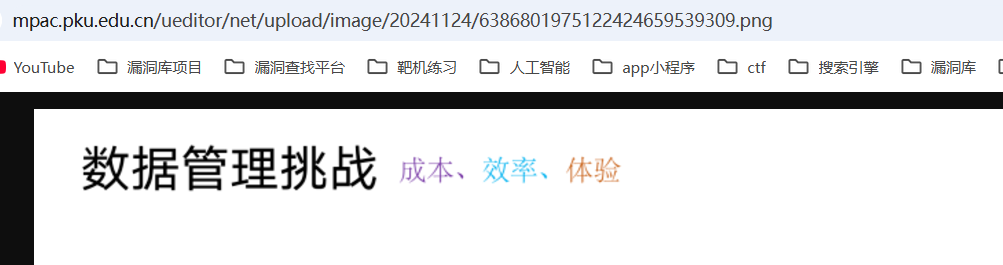 mpac.pku.edu.cn/ueditor/net/upload/image/20241124/6386801975122424659539309.png
YouTube 漏洞库项目 漏洞查找平台 靶机练习 人工智能 app小程序 ctf 搜索引擎 漏洞库
数据管理挑战 成本、效率、体验